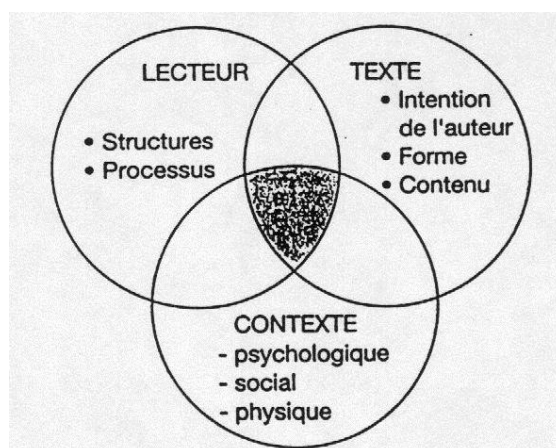 LECTEUR
• Structures
• Processus
TEXTE
• Intention
de l'auteur
• Forme
• Contenu
CONTEXTE
- psychologique
- social
- physique